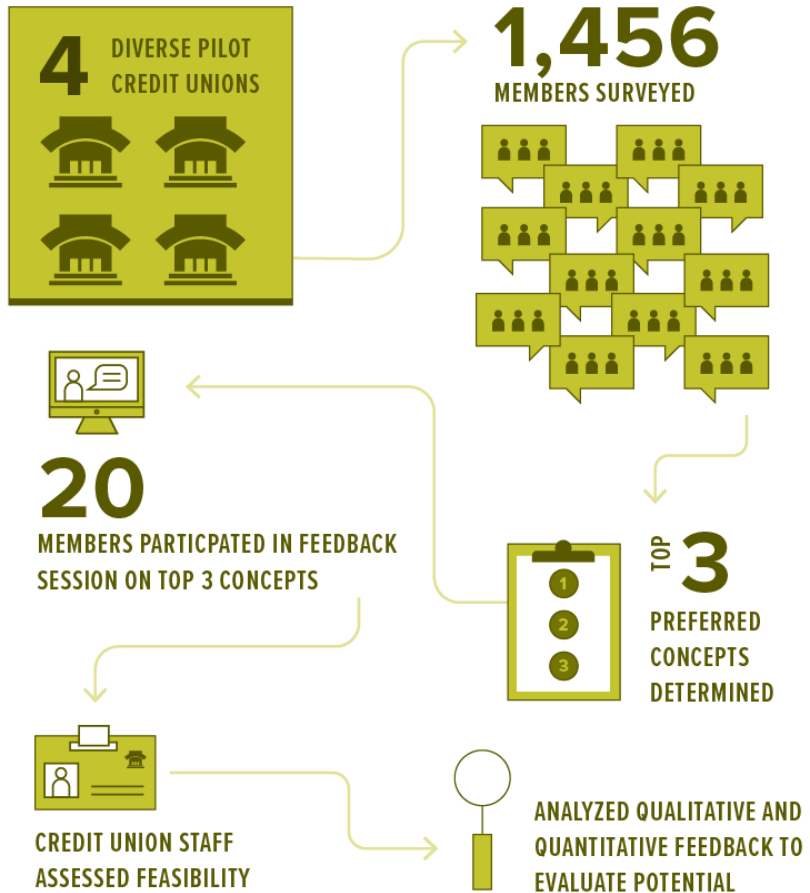 4
DIVERSE PILOT
CREDIT UNIONS
1,456
MEMBERS SURVEYED
TOP 3
PREFERRED
CONCEPTS
DETERMINED
1
2
3
20
MEMBERS PARTICPATED IN FEEDBACK
SESSION ON TOP 3 CONCEPTS
CREDIT UNION STAFF
ASSESSED FEASIBILITY
ANALYZED QUALITATIVE AND
QUANTITATIVE FEEDBACK TO
EVALUATE POTENTIAL